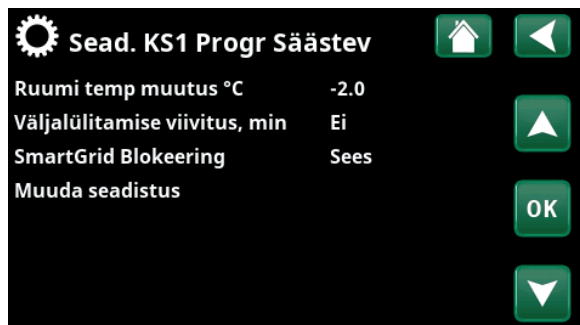 Sead. KS1 Progr Säästev
Ruumi temp muutus °C -2.0
Väljalülitamise viivitus, min Ei
SmartGrid Blokeering Sees
Muuda seadistus
OK